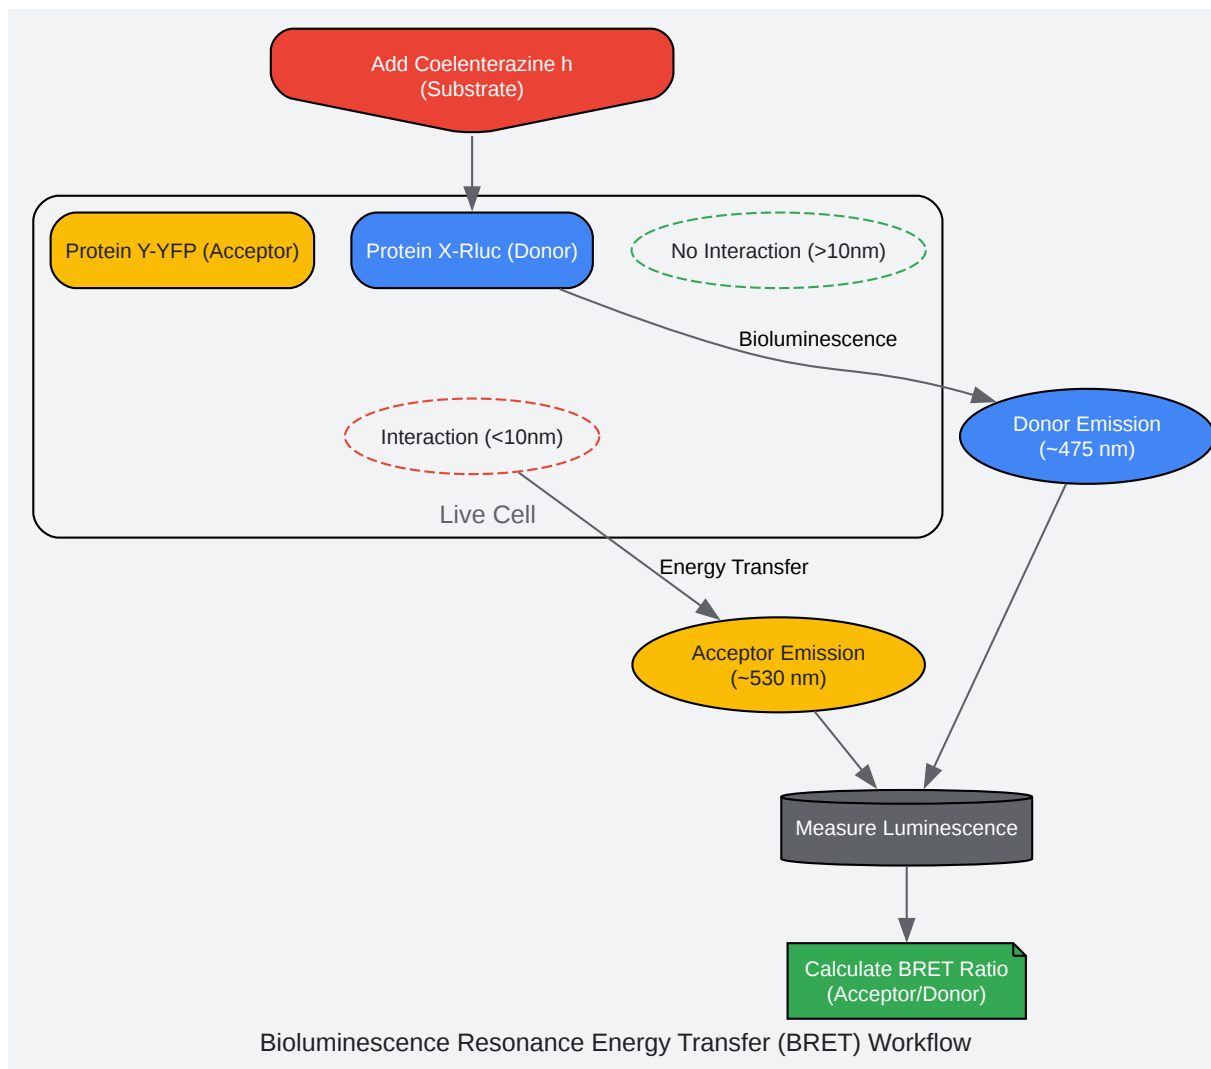 Add Coelenterazine h
(Substrate)
Protein Y-YFP (Acceptor)
Protein X-Rluc (Donor)
No Interaction (>10nm)
Bioluminescence
Interaction (<10nm)
Donor Emission
(~475 nm)
Live Cell
Energy Transfer
Acceptor Emission
(~530 nm)
Measure Luminescence
Calculate BRET Ratio
(Acceptor/Donor)
Bioluminescence Resonance Energy Transfer (BRET) Workflow